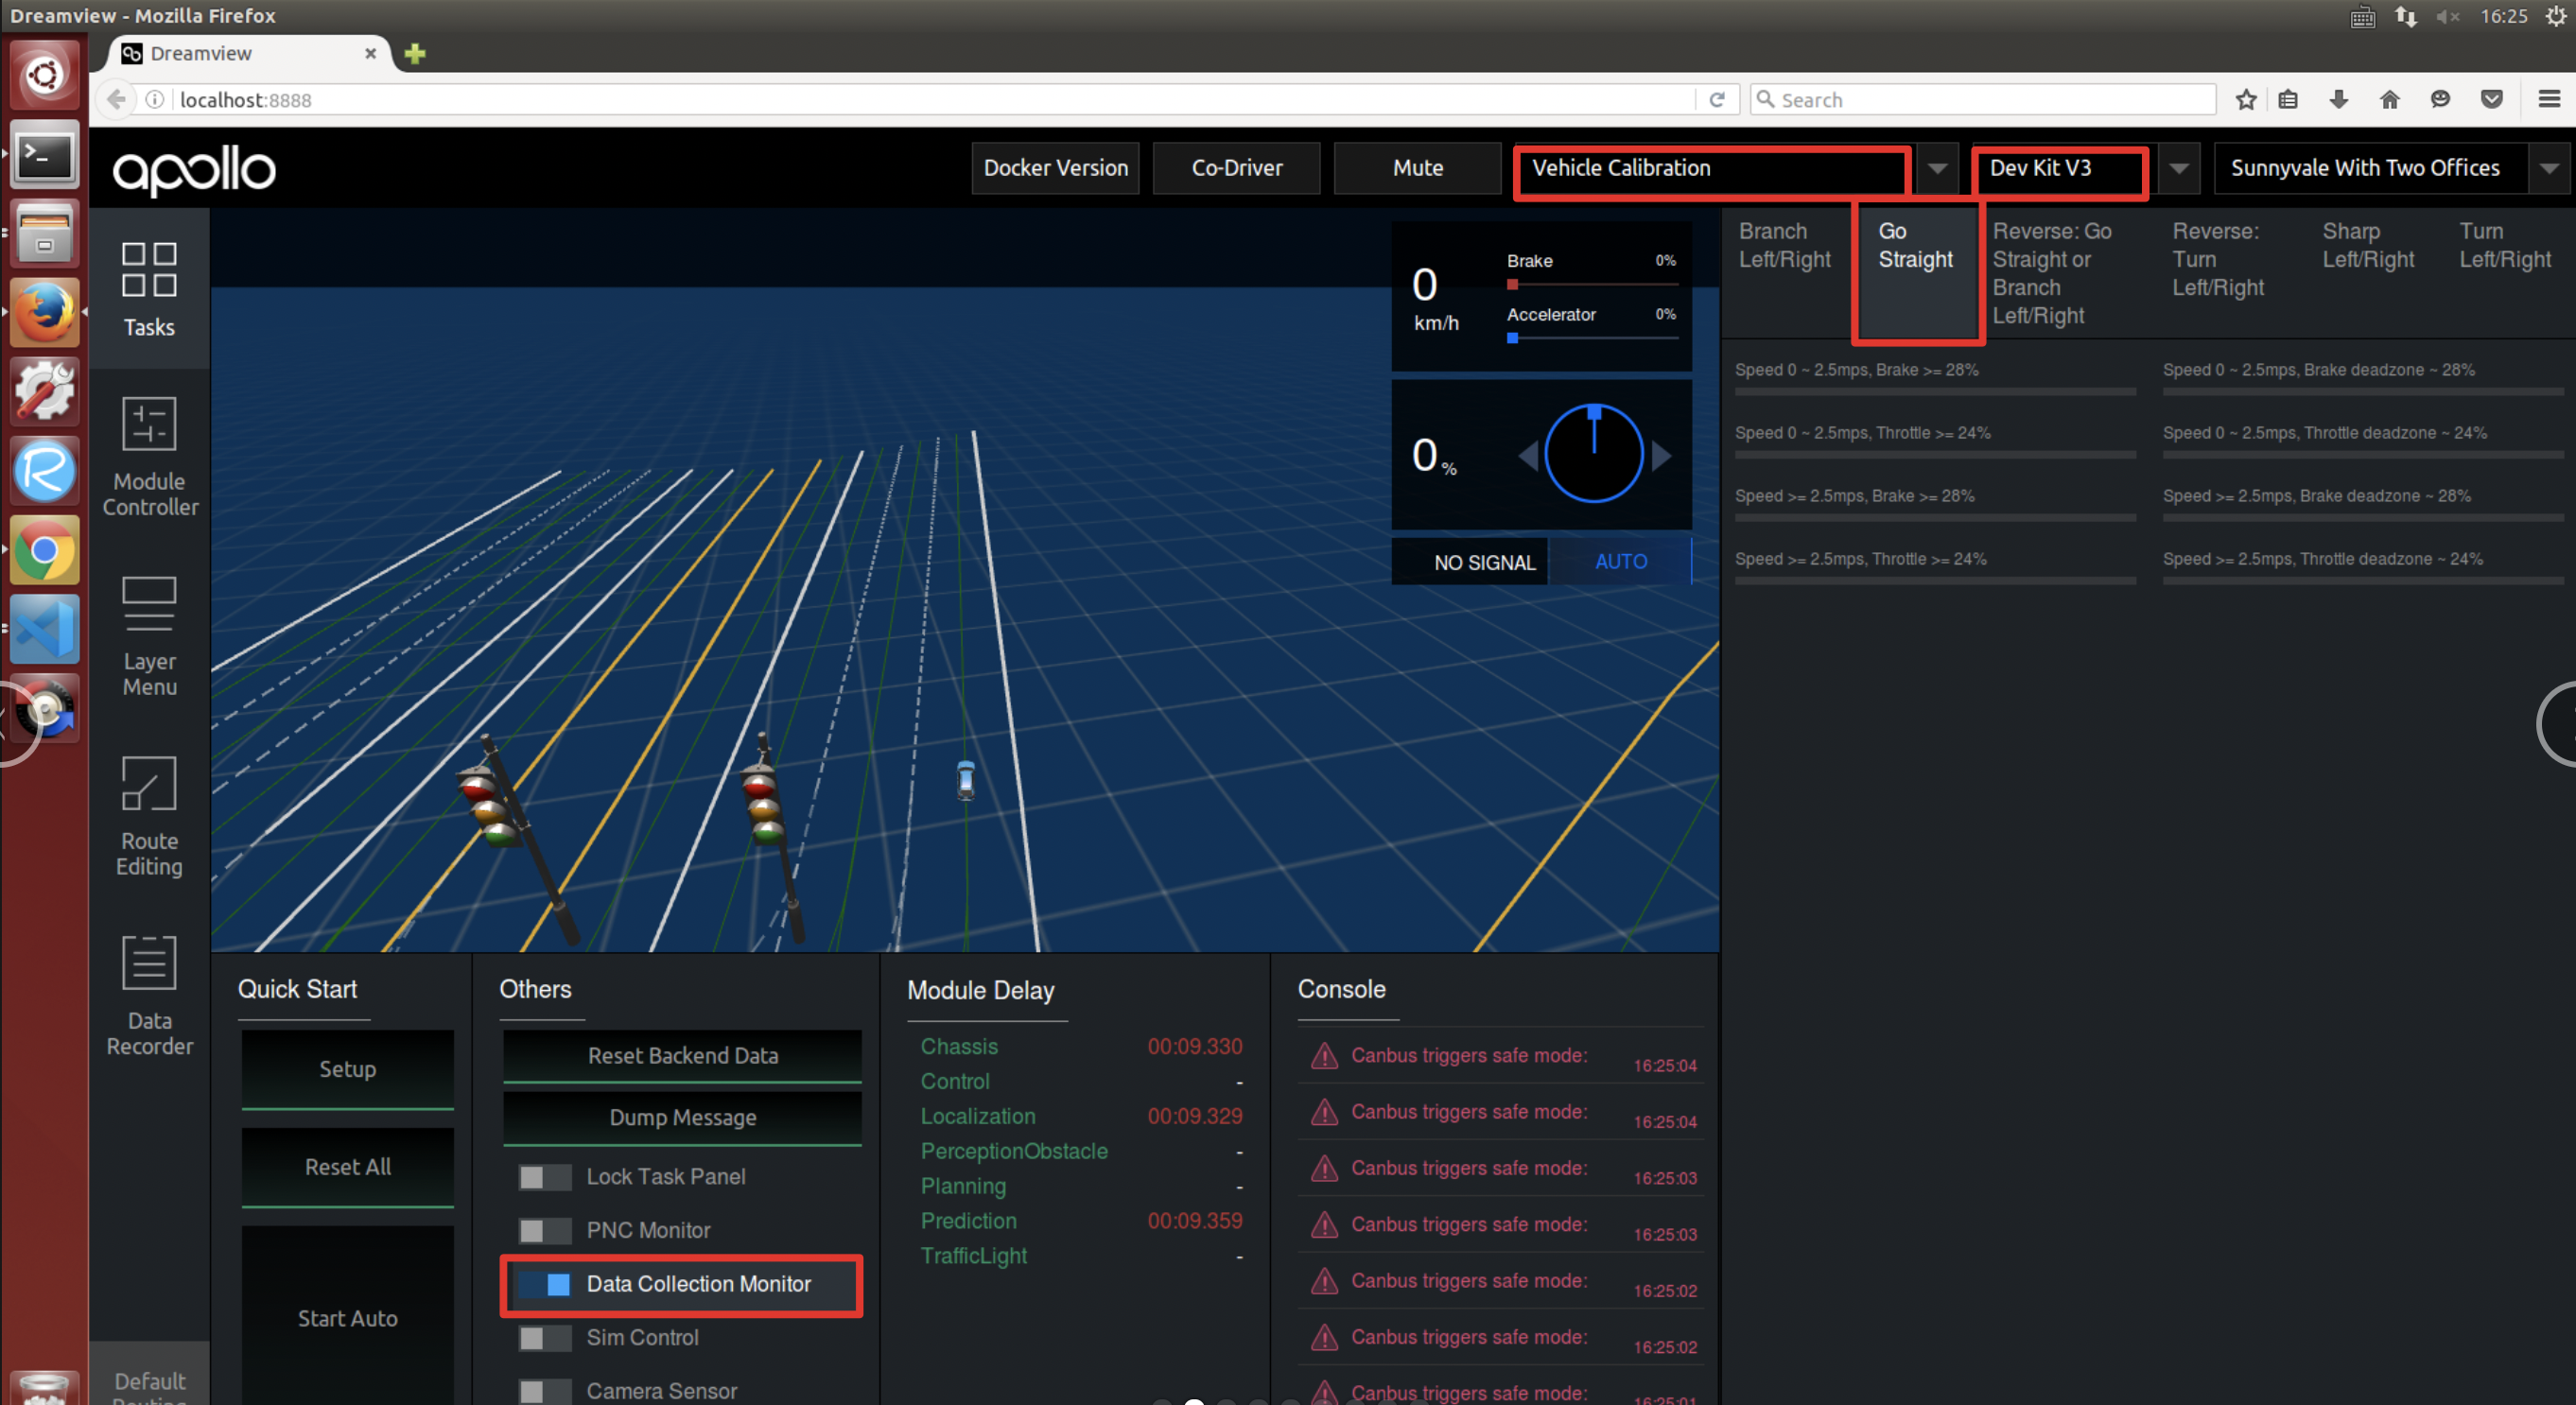 Dreamview - Mozilla Firefox
16:25
Dreamview
localhost:8888
Search
apollo
Docker Version
Co-Driver
Mute
Vehicle Calibration
Dev Kit V3
Sunnyvale With Two Offices
Tasks
Module
Controller
Layer
Menu
Route
Editing
Data
Recorder
Default
0
km/h
Brake 0%
Accelerator 0%
0 %
NO SIGNAL
AUTO
Branch
Left/Right
Go
Straight
Reverse: Go
Straight or
Branch
Left/Right
Reverse:
Turn
Left/Right
Sharp
Left/Right
Turn
Left/Right
Speed 0 ~ 2.5mps, Brake >= 28%
Speed 0 ~ 2.5mps, Brake deadzone ~ 28%
Speed 0 ~ 2.5mps, Throttle >= 24%
Speed 0 ~ 2.5mps, Throttle deadzone ~ 24%
Speed >= 2.5mps, Brake >= 28%
Speed >= 2.5mps, Brake deadzone ~ 28%
Speed >= 2.5mps, Throttle >= 24%
Speed >= 2.5mps, Throttle deadzone ~ 24%
Quick Start
Setup
Reset All
Start Auto
Others
Reset Backend Data
Dump Message
Lock Task Panel
PNC Monitor
Data Collection Monitor
Sim Control
Camera Sensor
Module Delay
Chassis 00:09.330
Control -
Localization 00:09.329
PerceptionObstacle -
Planning -
Prediction 00:09.359
TrafficLight -
Console
Canbus triggers safe mode: 16:25:04
Canbus triggers safe mode: 16:25:04
Canbus triggers safe mode: 16:25:03
Canbus triggers safe mode: 16:25:03
Canbus triggers safe mode: 16:25:02
Canbus triggers safe mode: 16:25:02
Canbus triggers safe mode: 16:25:01